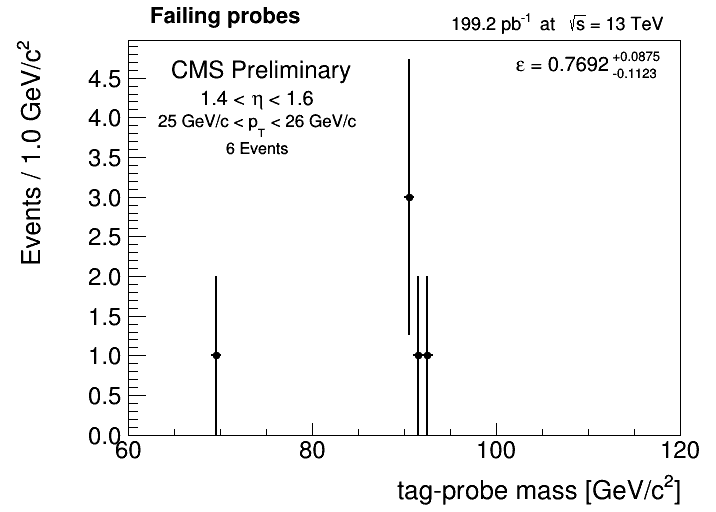 Failing probes
199.2 pb⁻¹ at √s = 13 TeV
Events / 1.0 GeV/c²
CMS Preliminary
1.4 < η < 1.6
25 GeV/c < p_T < 26 GeV/c
6 Events
ε = 0.7692 +0.0875 -0.1123
4.5
4.0
3.5
3.0
2.5
2.0
1.5
1.0
0.5
0.0
60 80 100 120
tag-probe mass [GeV/c²]